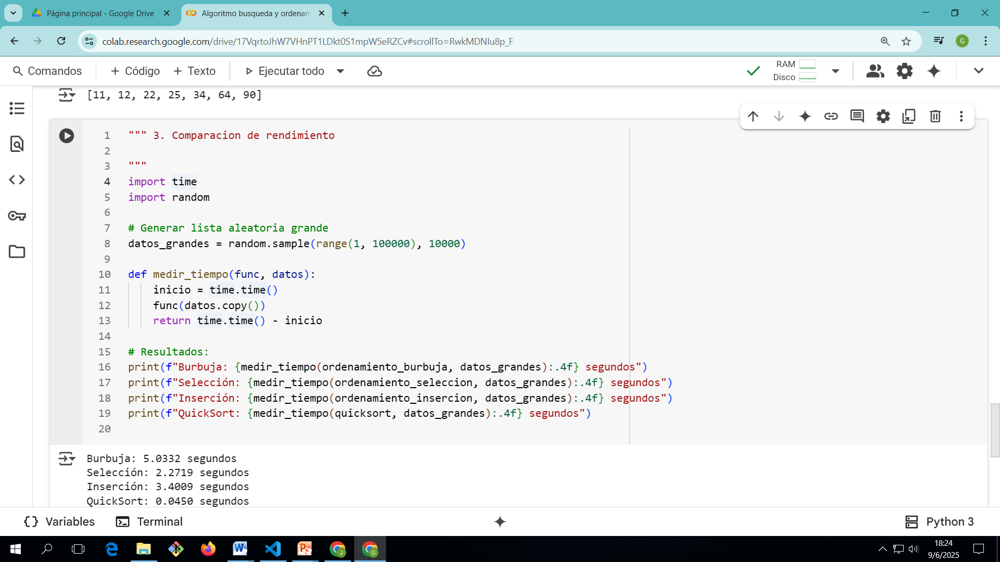 Página principal - Google Drive
Algoritmo busqueda y ordenam
colab.research.google.com/drive/17VqrtoJhW7VHnPT1LDkt0S1mpW5eRZCv#scrollTo=RwkMDNIu8p_F
G
Comandos
+ Código + Texto
Ejecutar todo
RAM
Disco
[11, 12, 22, 25, 34, 64, 90]
1 """ 3. Comparacion de rendimiento
2
3 """
4 import time
5 import random
6
7 # Generar lista aleatoria grande
8 datos_grandes = random.sample(range(1, 100000), 10000)
9
10 def medir_tiempo(func, datos):
11 inicio = time.time()
12 func(datos.copy())
13 return time.time() - inicio
14
15 # Resultados:
16 print(f"Burbuja: {medir_tiempo(ordenamiento_burbuja, datos_grandes):.4f} segundos")
17 print(f"Selección: {medir_tiempo(ordenamiento_seleccion, datos_grandes):.4f} segundos")
18 print(f"Inserción: {medir_tiempo(ordenamiento_insercion, datos_grandes):.4f} segundos")
19 print(f"QuickSort: {medir_tiempo(quicksort, datos_grandes):.4f} segundos")
20
Burbuja: 5.0332 segundos
Selección: 2.2719 segundos
Inserción: 3.4009 segundos
QuickSort: 0.0450 segundos
{} Variables
Terminal
Python 3
18:24
9/6/2025